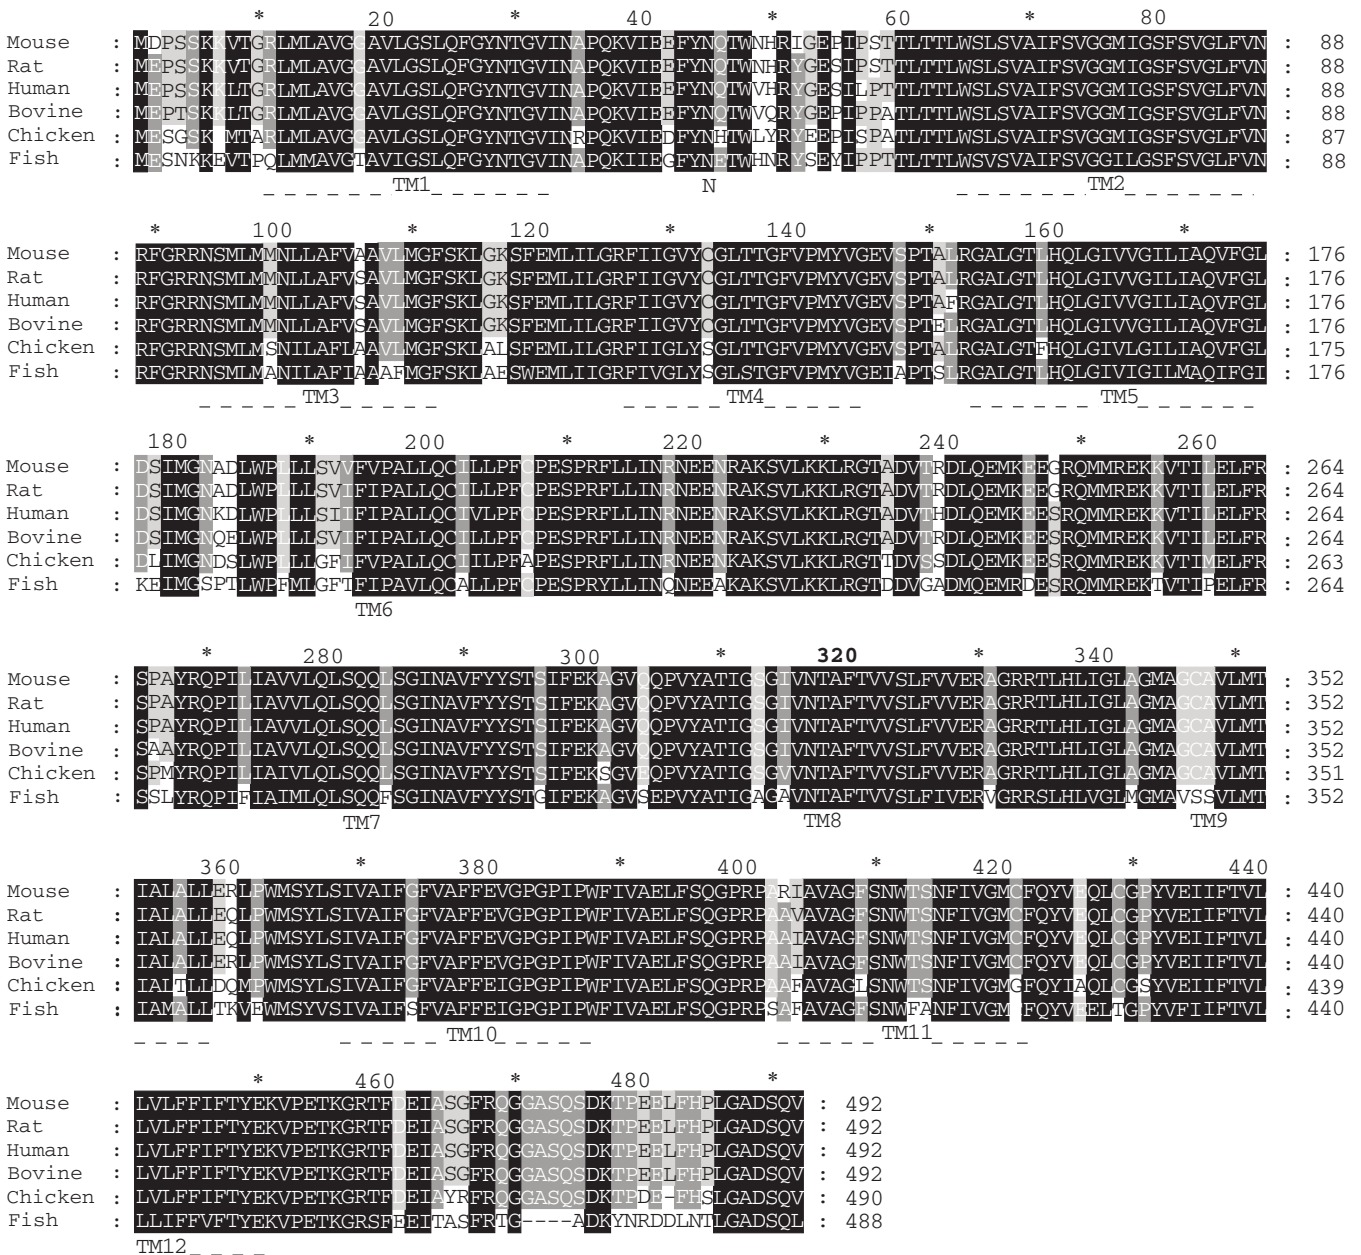 * 20 * 40 * 60 * 80
Mouse : MDPSSKKVTGRLMLAVGGAVLGSLQFGYNTGVINAPQKVIEEFYNQTWNHRIGEPIPSTTLTTLWSLSVAIFSVGGMIGSFSVGLFVN : 88
Rat : MEPSSKKVTGRLMLAVGGAVLGSLQFGYNTGVINAPQKVIEEFYNQTWNHRYGESIPSTTLTTLWSLSVAIFSVGGMIGSFSVGLFVN : 88
Human : MEPSSKKLTGRLMLAVGGAVLGSLQFGYNTGVINAPQKVIEEFYNQTWVHRYGESILPTTLTTLWSLSVAIFSVGGMIGSFSVGLFVN : 88
Bovine : MEPTSKKLTGRLMLAVGGAVLGSLQFGYNTGVINAPQKVIEEFYNQTWVQRYGEPIPPATLTTLWSLSVAIFSVGGMIGSFSVGLFVN : 88
Chicken : MESGSK-MTARLMLAVGGAVLGSLQFGYNTGVINRPQKVIEDFYNHTWLYRYEEPISPATLTTLWSLSVAIFSVGGMIGSFSVGLFVN : 87
Fish : MESNKKEVTPQLMMAVGTAVIGSLQFGYNTGVINAPQKIIEGFYNETWHNRYSEYIPPTTLTTLWSVSVAIFSVGGILGSFSVGLFVN : 88
_ _ _ _ _ _ TM1 _ _ _ _ _ _ N _ _ _ _ _ _ TM2 _ _ _ _ _ _
* 100 * 120 * 140 * 160 *
Mouse : RFGRRNSMLMMNLLAFVAAVLMGFSKLGKSFEMLILGRFIIGVYCGLTTGFVPMYVGEVSPTALRGALGTLHQLGIVVGILIAQVFGL : 176
Rat : RFGRRNSMLMMNLLAFVSAVLMGFSKLGKSFEMLILGRFIIGVYCGLTTGFVPMYVGEVSPTALRGALGTLHQLGIVVGILIAQVFGL : 176
Human : RFGRRNSMLMMNLLAFVSAVLMGFSKLGKSFEMLILGRFIIGVYCGLTTGFVPMYVGEVSPTAFRGALGTLHQLGIVVGILIAQVFGL : 176
Bovine : RFGRRNSMLMMNLLAFVSAVLMGFSKLGKSFEMLILGRFIIGVYCGLTTGFVPMYVGEVSPTELRGALGTLHQLGIVVGILIAQVFGL : 176
Chicken : RFGRRNSMLMSNILAFLAAVLMGFSKLALSFEMLILGRFIIGLYSGLTTGFVPMYVGEVSPTALRGALGTFHQLGIVLGILIAQVFGL : 175
Fish : RFGRRNSMLMANILAFIAAAFMGFSKLAESWEMLIIGRFIVGLYSGLSTGFVPMYVGEIAPTSLRGALGTLHQLGIVIGILMAQIFGI : 176
_ _ _ _ _ TM3 _ _ _ _ _ _ _ _ _ _ TM4 _ _ _ _ _ _ _ _ _ _ TM5 _ _ _ _ _
180 * 200 * 220 * 240 * 260
Mouse : DSIMGNADLWPLLLSVVFVPALLQCILLPFCPESPRFLLINRNEENRAKSVLKKLRGTADVTRDLQEMKEEGRQMMREKKVTILELFR : 264
Rat : DSIMGNADLWPLLLSVIFIPALLQCILLPFCPESPRFLLINRNEENRAKSVLKKLRGTADVTRDLQEMKEEGRQMMREKKVTILELFR : 264
Human : DSIMGNKDLWPLLLSIIFIPALLQCIVLPFCPESPRFLLINRNEENRAKSVLKKLRGTADVTHDLQEMKEESRQMMREKKVTILELFR : 264
Bovine : DSIMGNQELWPLLLSVIFIPALLQCILLPFCPESPRFLLINRNEENRAKSVLKKLRGTADVTRDLQEMKEESRQMMREKKVTILELFR : 264
Chicken : DLIMGNDSLWPLLLGFIFVPALLQCIILPFAPESPRFLLINRNEENKAKSVLKKLRGTTDVSSDLQEMKEESRQMMREKKVTIMELFR : 263
Fish : KEIMGSPTLWPFMLGFTFIPAVLQCALLPFCPESPRYLLINQNEEAKAKSVLKKLRGTDDVGADMQEMRDESRQMMREKTVTIPELFR : 264
TM6
* 280 * 300 * 320 * 340 *
Mouse : SPAYRQPILIAVVLQLSQQLSGINAVFYYSTSIFEKAGVQQPVYATIGSGIVNTAFTVVSLFVVERAGRRTLHLIGLAGMAGCAVLMT : 352
Rat : SPAYRQPILIAVVLQLSQQLSGINAVFYYSTSIFEKAGVQQPVYATIGSGIVNTAFTVVSLFVVERAGRRTLHLIGLAGMAGCAVLMT : 352
Human : SPAYRQPILIAVVLQLSQQLSGINAVFYYSTSIFEKAGVQQPVYATIGSGIVNTAFTVVSLFVVERAGRRTLHLIGLAGMAGCAVLMT : 352
Bovine : SAAYRQPILIAVVLQLSQQLSGINAVFYYSTSIFEKAGVQQPVYATIGSGIVNTAFTVVSLFVVERAGRRTLHLIGLAGMAGCAVLMT : 352
Chicken : SPMYRQPILIAIVLQLSQQLSGINAVFYYSTSIFEKSGVEQPVYATIGSGVVNTAFTVVSLFVVERAGRRTLHLIGLAGMAGCAVLMT : 351
Fish : SSLYRQPIFIAIMLQLSQQFSGINAVFYYSTGIFEKAGVSEPVYATIGAGAVNTAFTVVSLFIVERVGRRSLHLVGLMGMAVSSVLMT : 352
TM7 TM8 TM9
360 * 380 * 400 * 420 * 440
Mouse : IALALLERLPWMSYLSIVAIFGFVAFFEVGPGPIPWFIVAELFSQGPRPARIAVAGFSNWTSNFIVGMCFQYVEQLCGPYVEIIFTVL : 440
Rat : IALALLEQLPWMSYLSIVAIFGFVAFFEVGPGPIPWFIVAELFSQGPRPAAVAVAGFSNWTSNFIVGMCFQYVEQLCGPYVEIIFTVL : 440
Human : IALALLEQLPWMSYLSIVAIFGFVAFFEVGPGPIPWFIVAELFSQGPRPAAIAVAGFSNWTSNFIVGMCFQYVEQLCGPYVEIIFTVL : 440
Bovine : IALALLERLPWMSYLSIVAIFGFVAFFEVGPGPIPWFIVAELFSQGPRPAAIAVAGFSNWTSNFIVGMCFQYVEQLCGPYVEIIFTVL : 440
Chicken : IALTLLDQMPWMSYLSIVAIFGFVAFFEIGPGPIPWFIVAELFSQGPRPAAFAVAGLSNWTSNFIVGMGFQYIAQLCGSYVEIIFTVL : 439
Fish : IAMALLTKVEWMSYVSIVAIFSFVAFFEIGPGPIPWFIVAELFSQGPRPSAFAVAGFSNWFANFIVGMCFQYVEELTGPYVFIIFTVL : 440
_ _ _ _ _ _ _ _ _ TM10 _ _ _ _ _ _ _ _ _ _ TM11 _ _ _ _ _
* 460 * 480 *
Mouse : LVLFFIFTYEKVPETKGRTFDEIASGFRQGGASQSDKTPEELFHPLGADSQV : 492
Rat : LVLFFIFTYEKVPETKGRTFDEIASGFRQGGASQSDKTPEELFHPLGADSQV : 492
Human : LVLFFIFTYEKVPETKGRTFDEIASGFRQGGASQSDKTPEELFHPLGADSQV : 492
Bovine : LVLFFIFTYEKVPETKGRTFDEIASGFRQGGASQSDKTPEELFHPLGADSQV : 492
Chicken : LVLFFIFTYEKVPETKGRTFDEIAYRFRQGGASQSDKTPDE-FHSLGADSQV : 490
Fish : LLIFFVFTYEKVPETKGRSFEEITASFRTG----ADKYNRDDLNTLGADSQL : 488
TM12 _ _ _ _